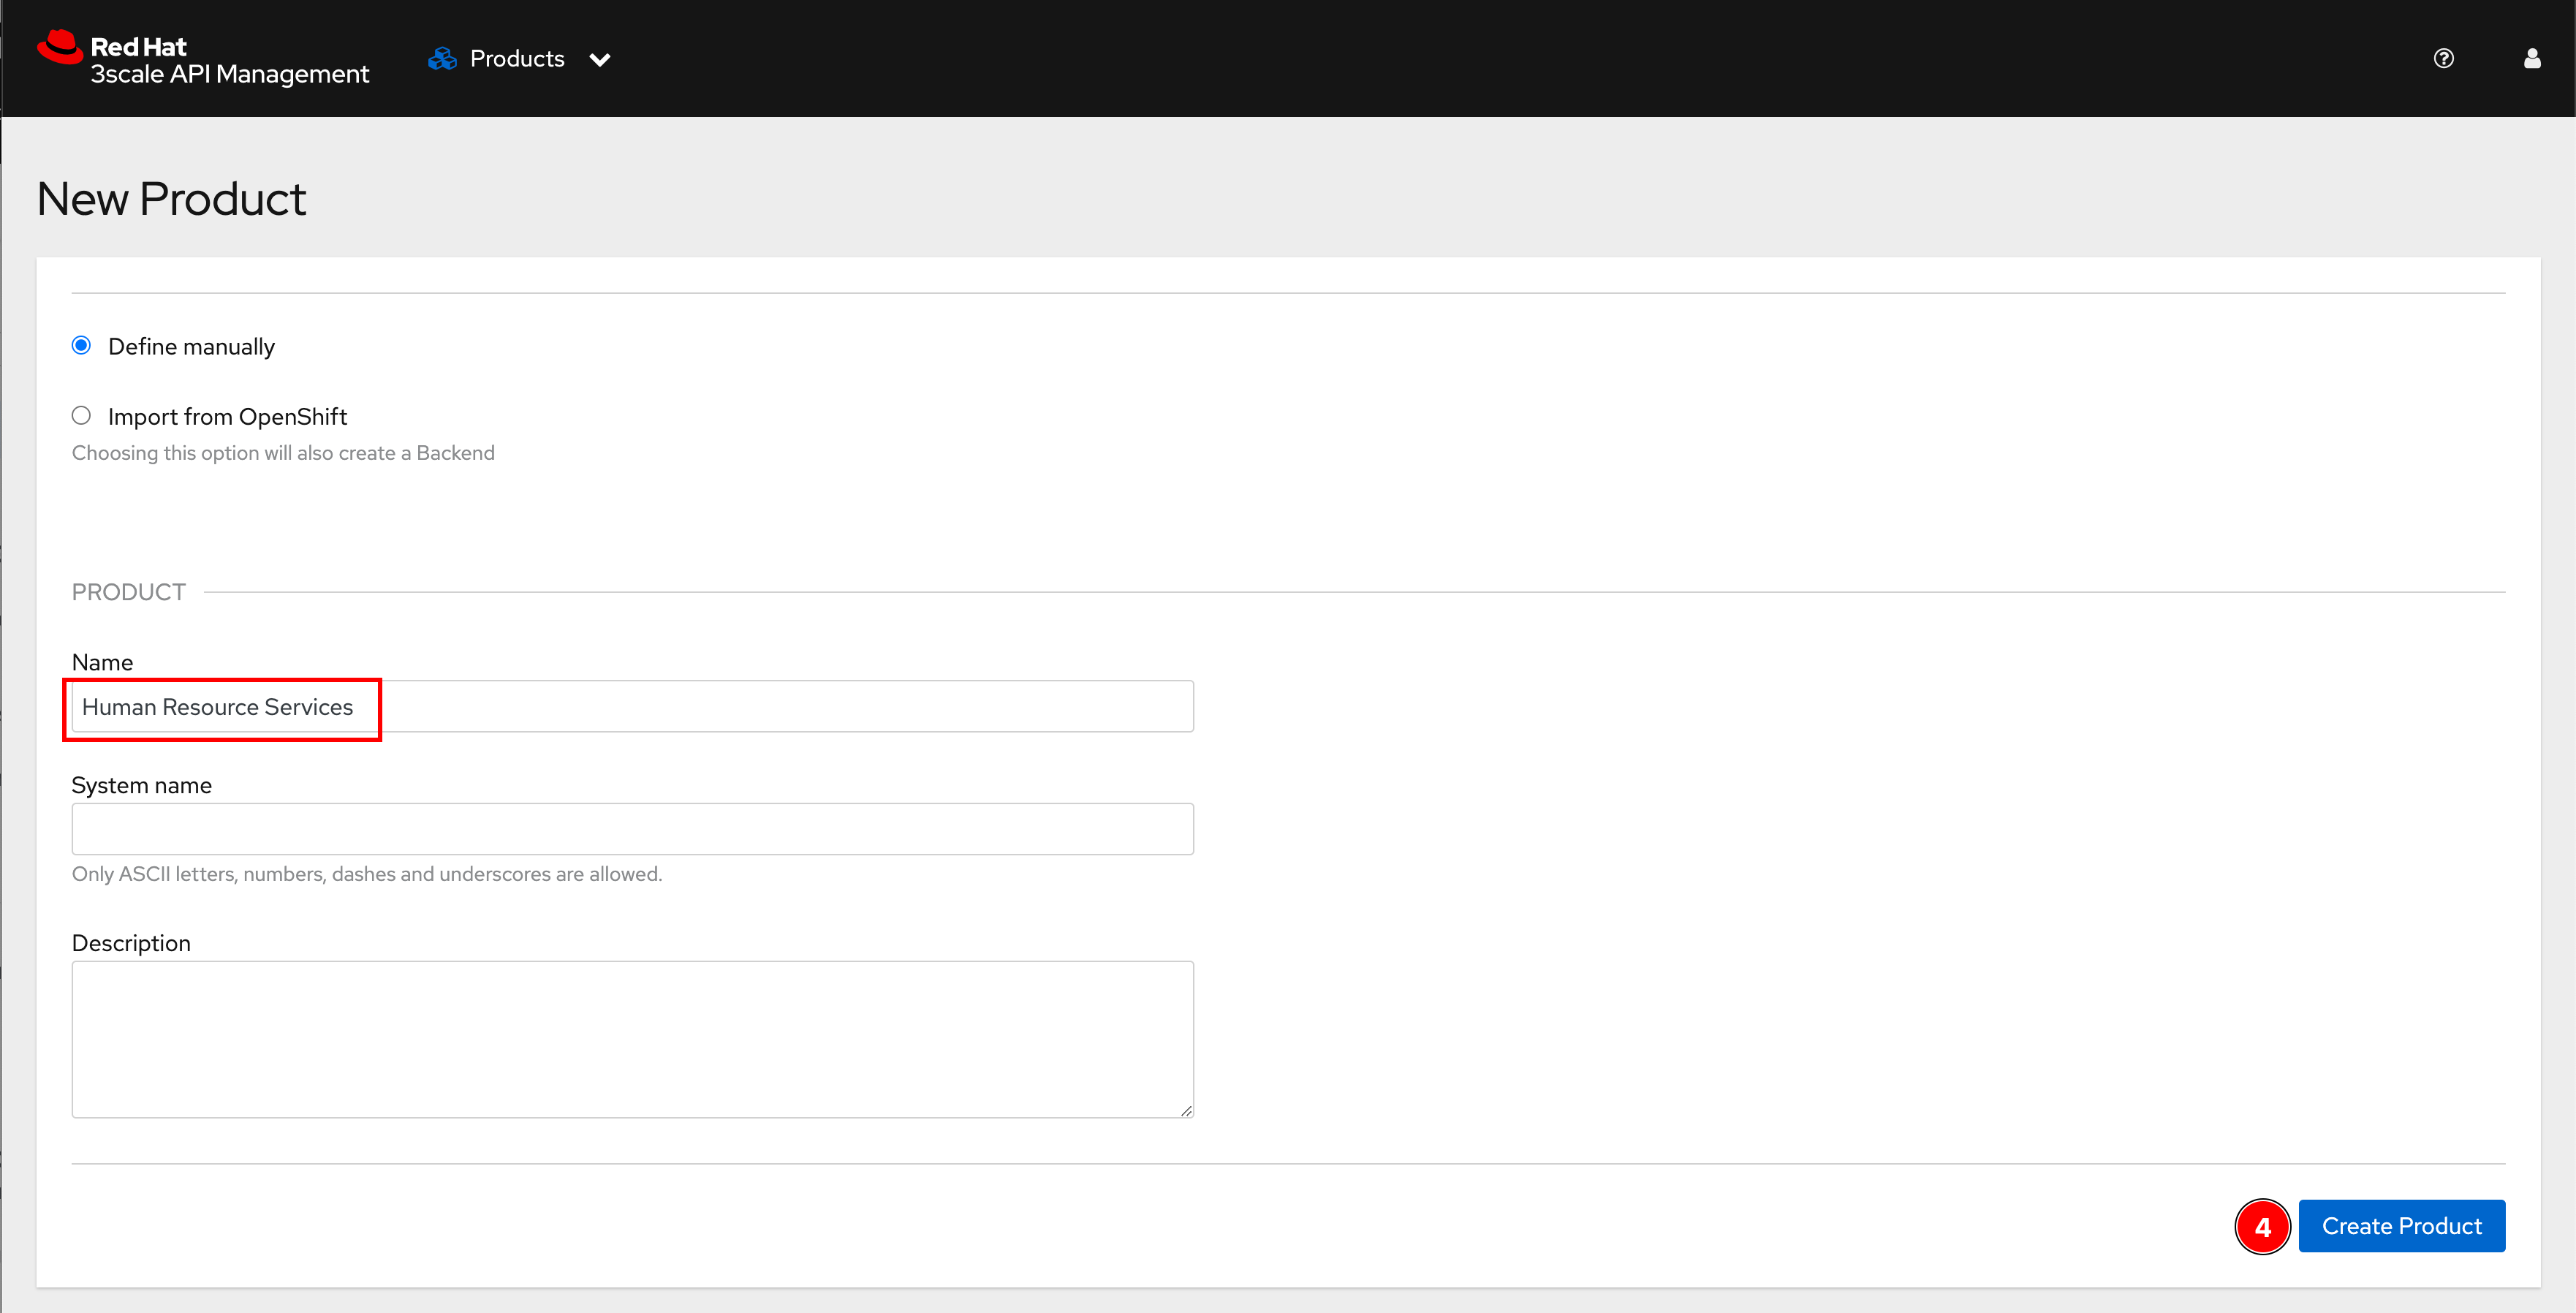 Red Hat
3scale API Management
Products
New Product
Define manually
Import from OpenShift
Choosing this option will also create a Backend
PRODUCT
Name
Human Resource Services
System name
Only ASCII letters, numbers, dashes and underscores are allowed.
Description
4
Create Product